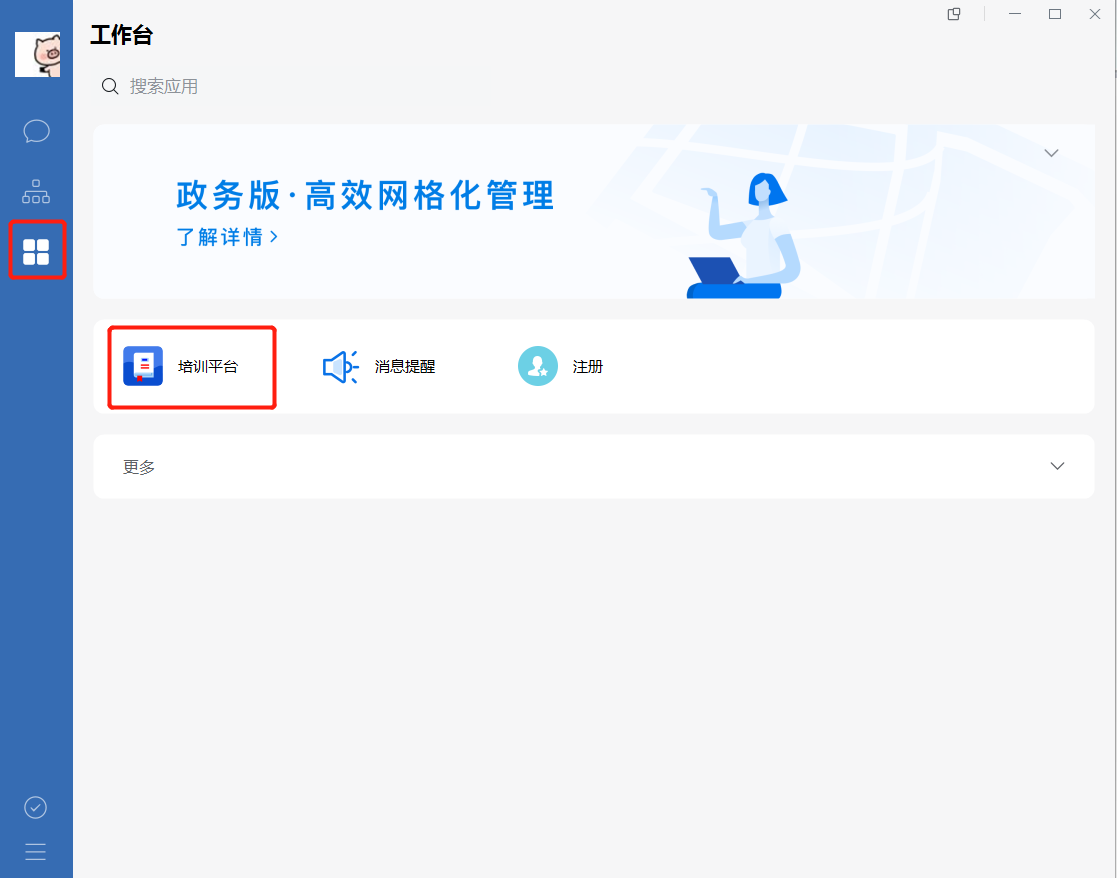 工作台
搜索应用
政务版·高效网格化管理
了解详情
培训平台
消息提醒
注册
更多